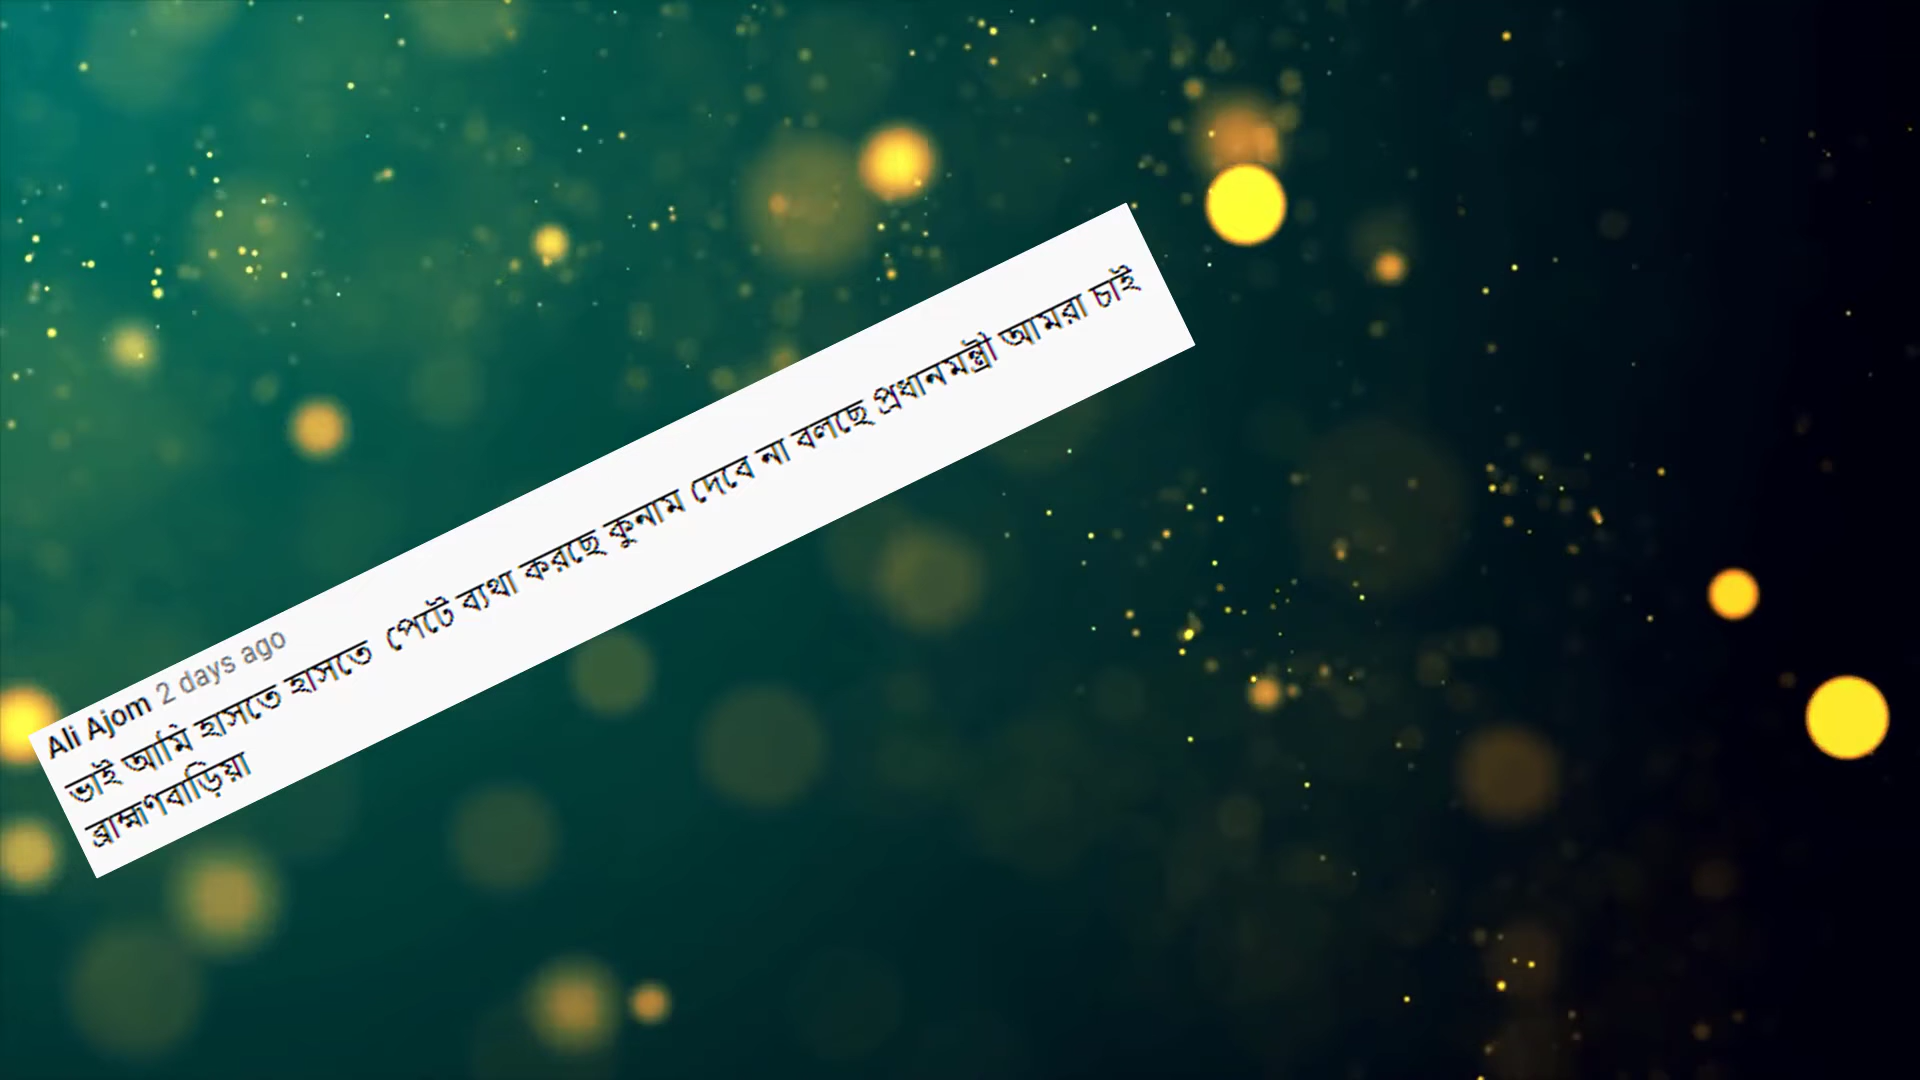 Ali Ajom 2 days ago
ভাই আমি হাসতে হাসতে পেটে ব্যথা করছে কুনাম দেবে না বলছে প্রধানমন্ত্রী আমরা চাই
ব্রাহ্মণবাড়িয়া